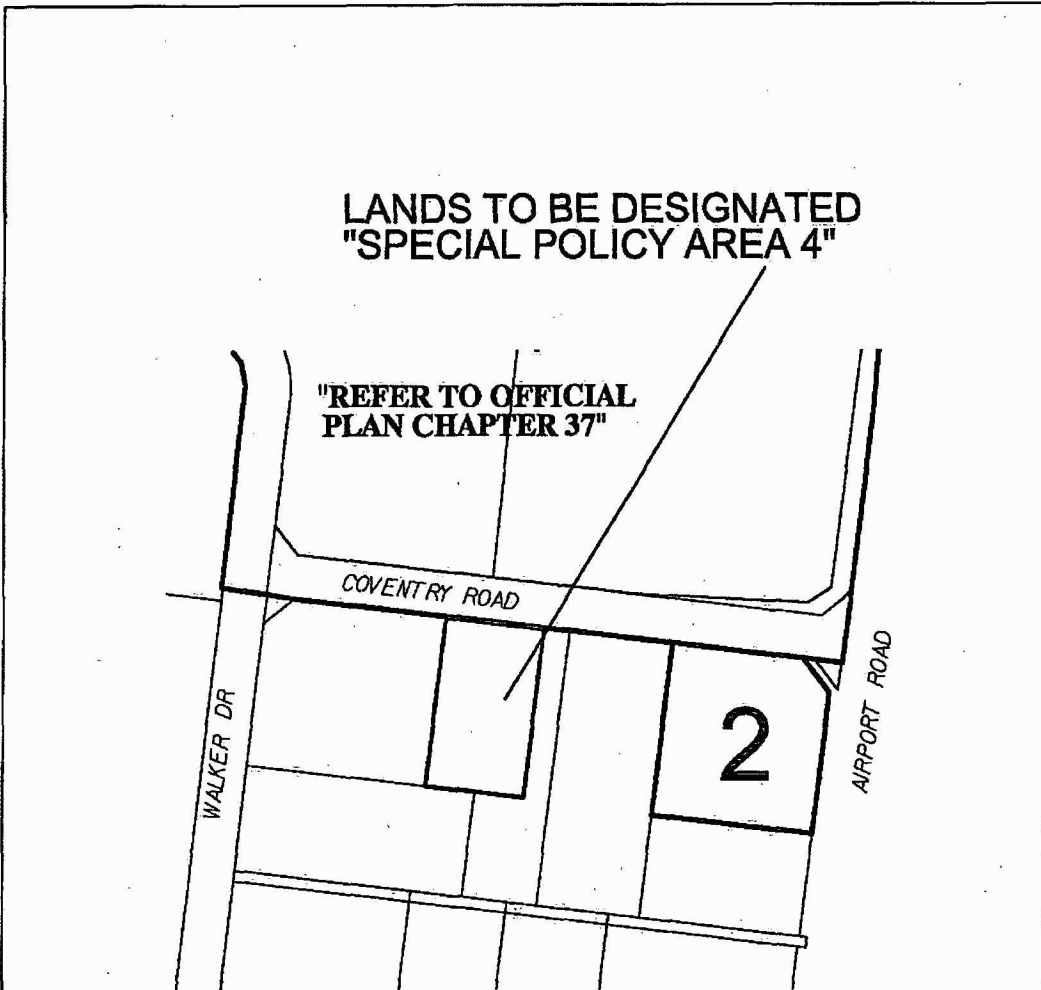 LANDS TO BE DESIGNATED
"SPECIAL POLICY AREA 4"
"REFER TO OFFICIAL
PLAN CHAPTER 37"
COVENTRY ROAD
WALKER DR
2
AIRPORT ROAD